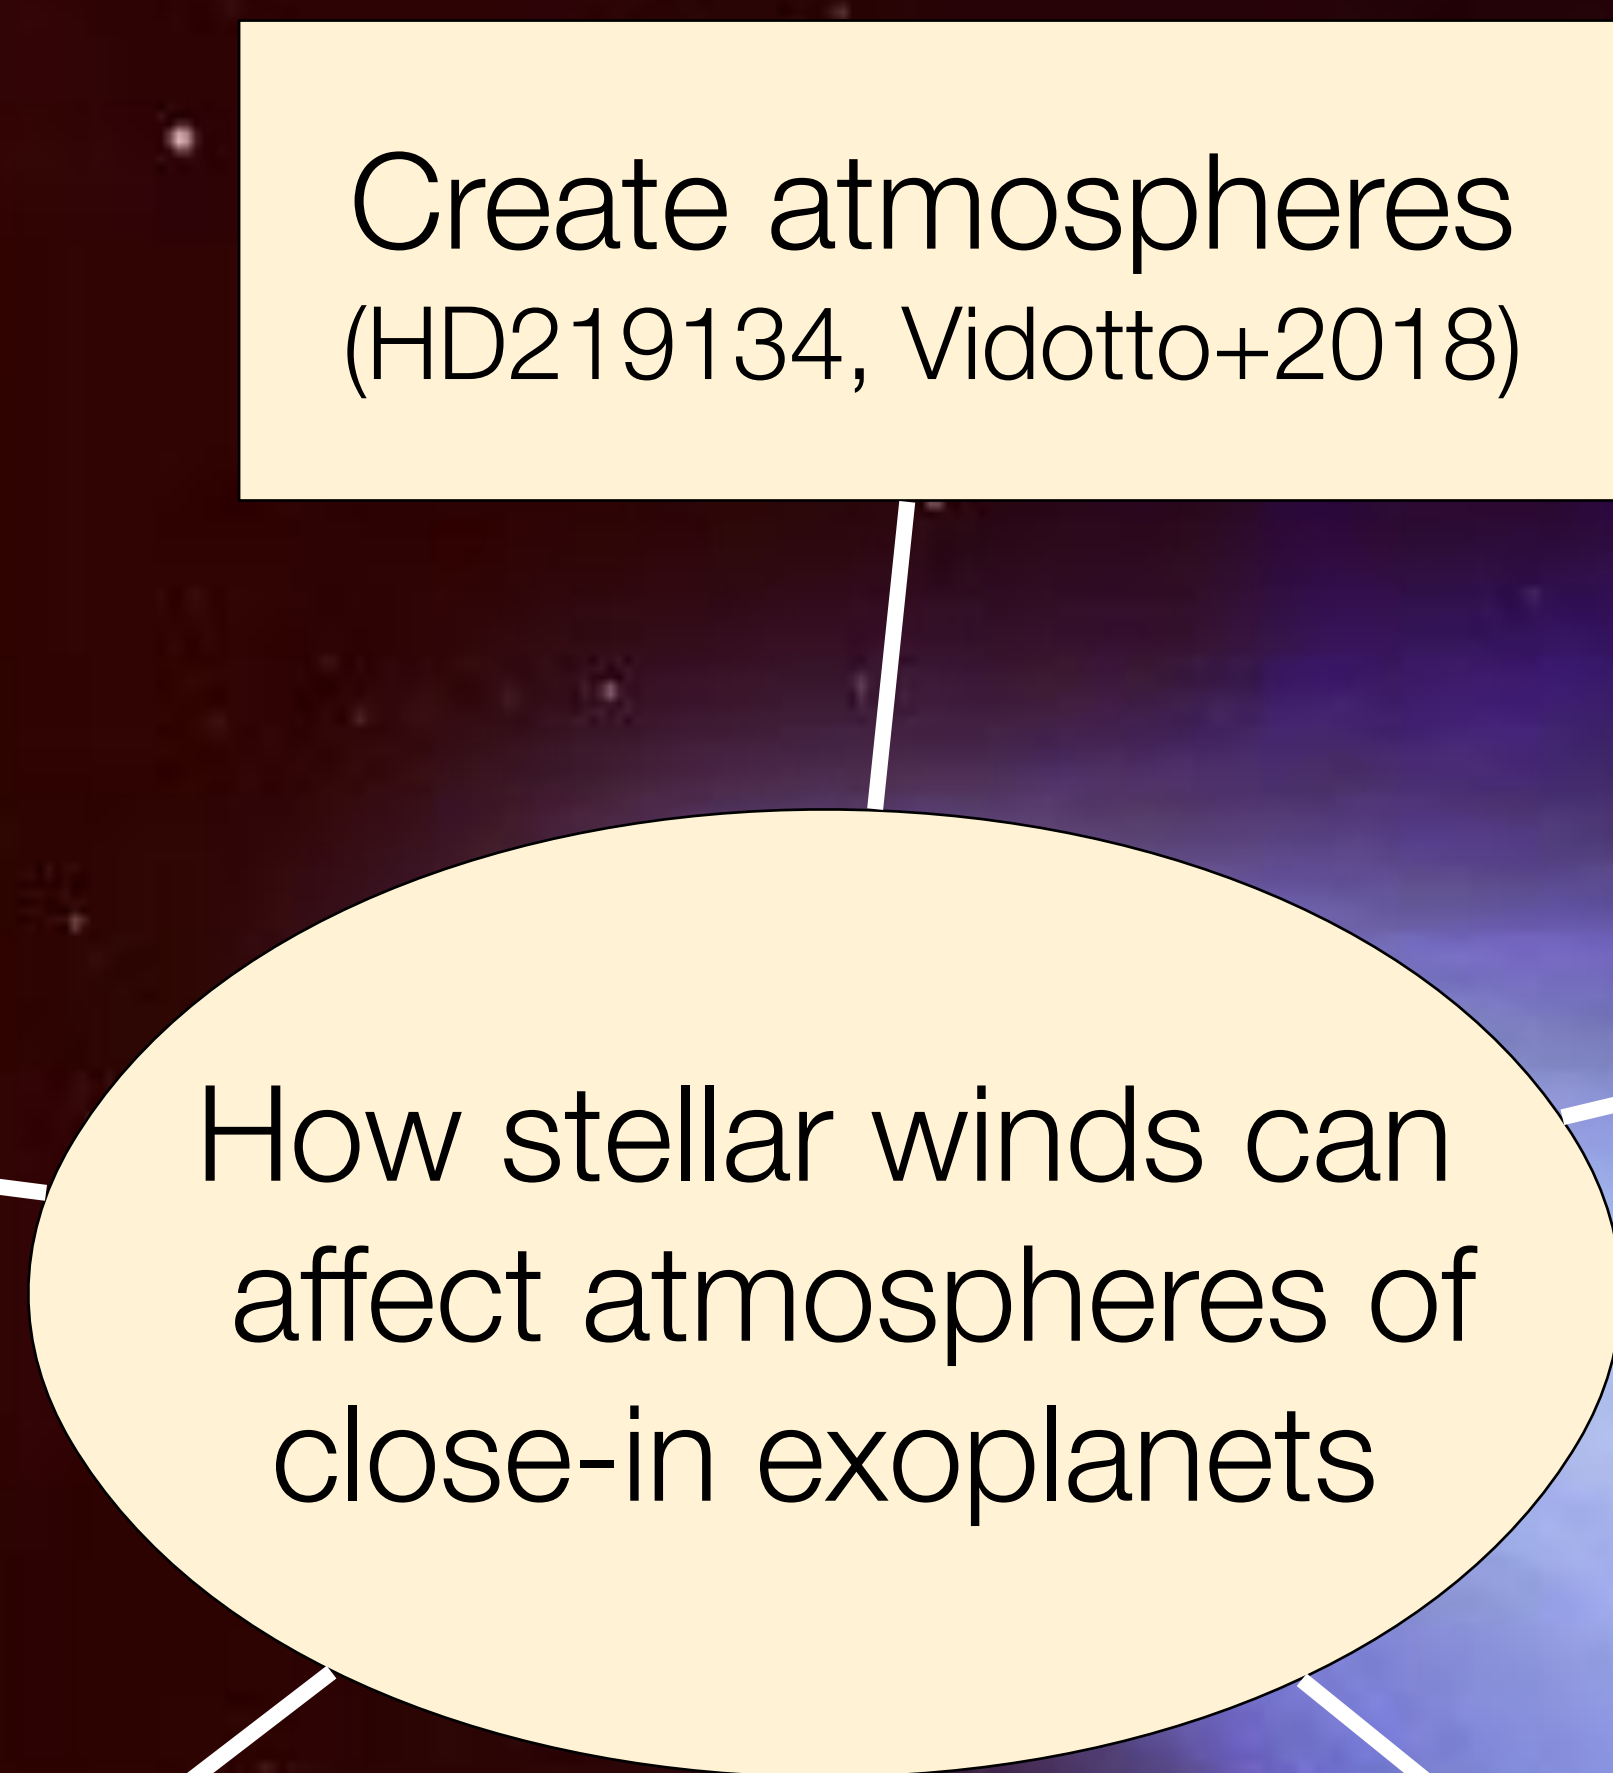 Create atmospheres
(HD219134, Vidotto+2018)
How stellar winds can
affect atmospheres of
close-in exoplanets